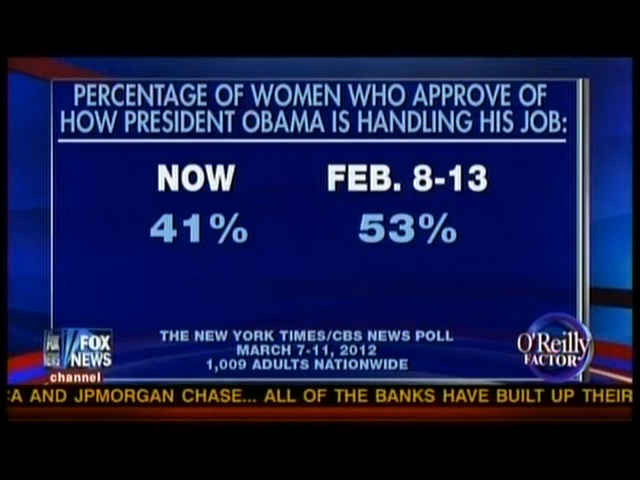 PERCENTAGE OF WOMEN WHO APPROVE OF
HOW PRESIDENT OBAMA IS HANDLING HIS JOB:
NOW FEB. 8-13
41% 53%
THE NEW YORK TIMES/CBS NEWS POLL
MARCH 7-11, 2012
1,009 ADULTS NATIONWIDE
FOX NEWS
channel
O'Reilly
FACTOR
CA AND JPMORGAN CHASE... ALL OF THE BANKS HAVE BUILT UP THEIR